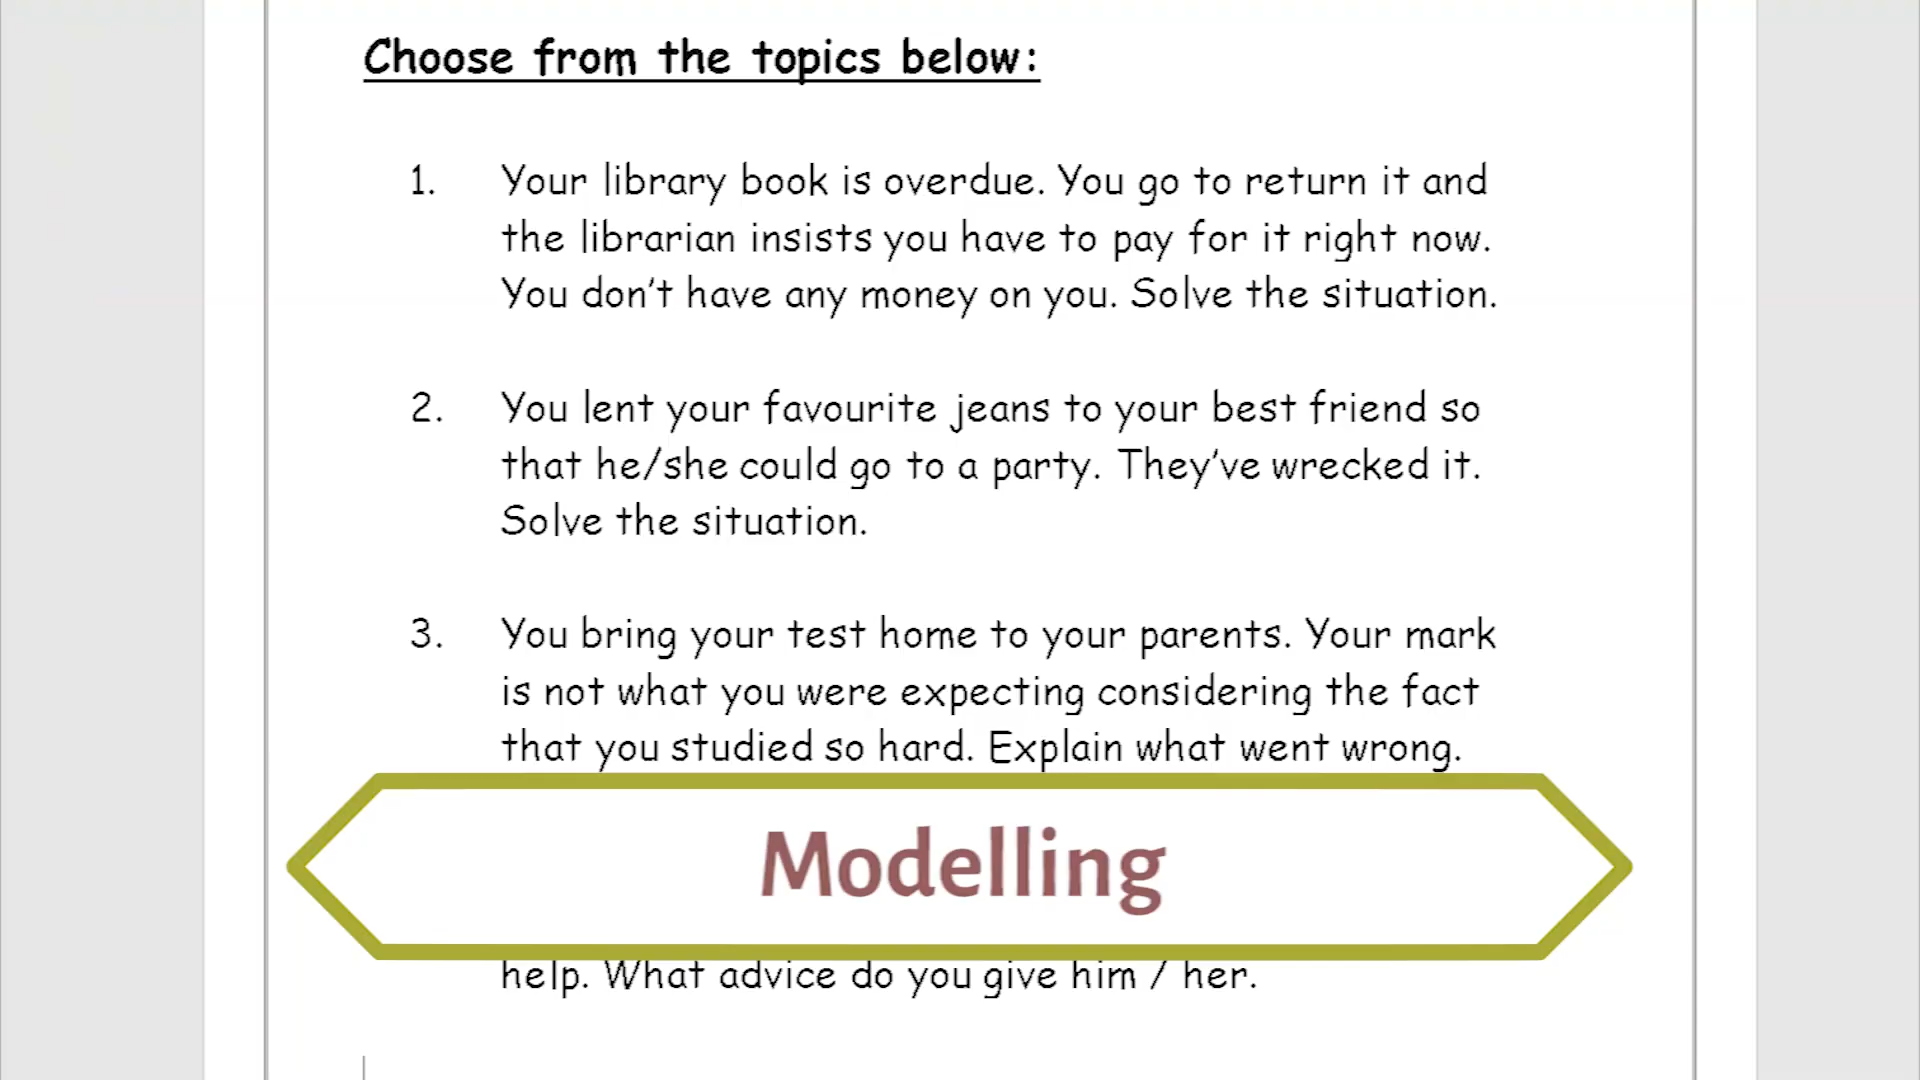 Choose from the topics below:
1. Your library book is overdue. You go to return it and
the librarian insists you have to pay for it right now.
You don't have any money on you. Solve the situation.
2. You lent your favourite jeans to your best friend so
that he/she could go to a party. They've wrecked it.
Solve the situation.
3. You bring your test home to your parents. Your mark
is not what you were expecting considering the fact
that you studied so hard. Explain what went wrong.
Modelling
help. What advice do you give him / her.